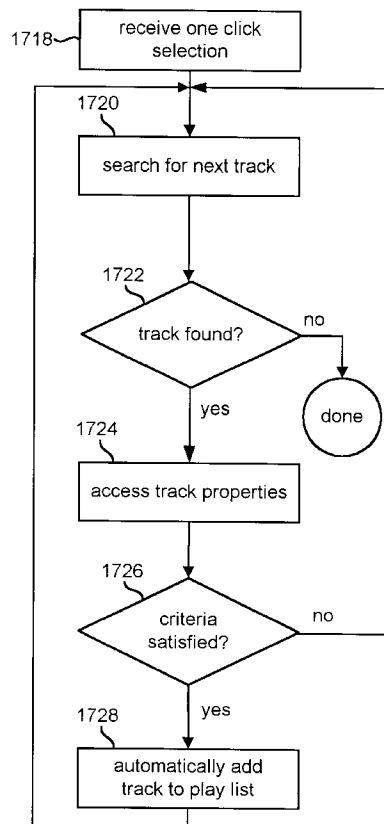 1718
receive one click
selection
1720
search for next track
1722
track found?
no
done
yes
1724
access track properties
1726
criteria
satisfied?
no
yes
1728
automatically add
track to play list